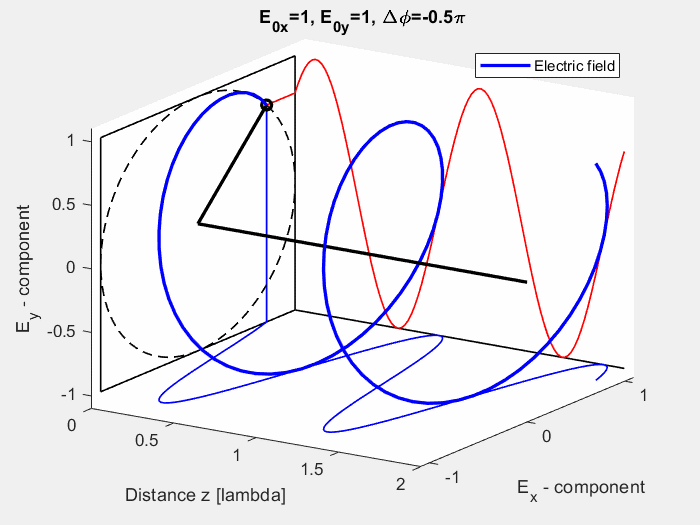 E0x=1, E0y=1, Δϕ=-0.5π
Electric field
1
0.5
0
-0.5
-1
Ey - component
0
0.5
1
1.5
2
Distance z [lambda]
-1
0
1
Ex - component